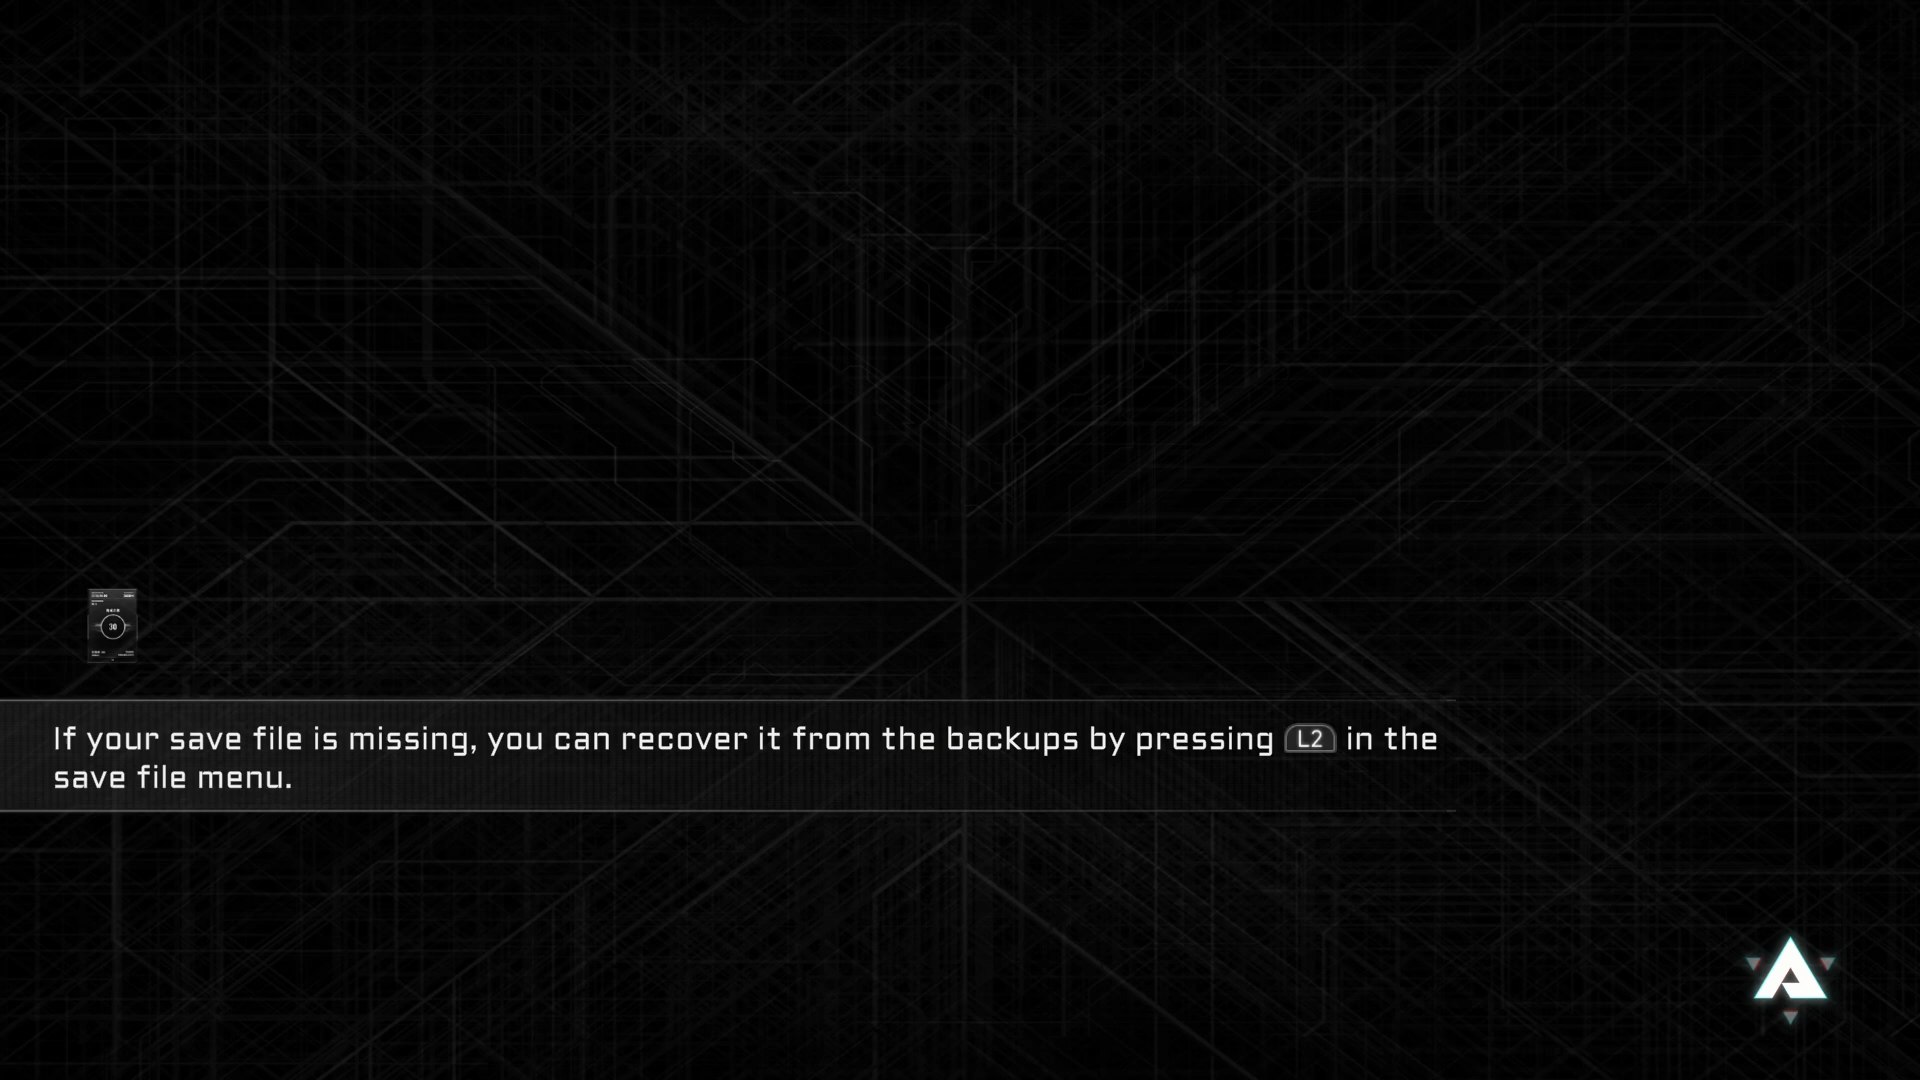 30
If your save file is missing, you can recover it from the backups by pressing L2 in the
save file menu.